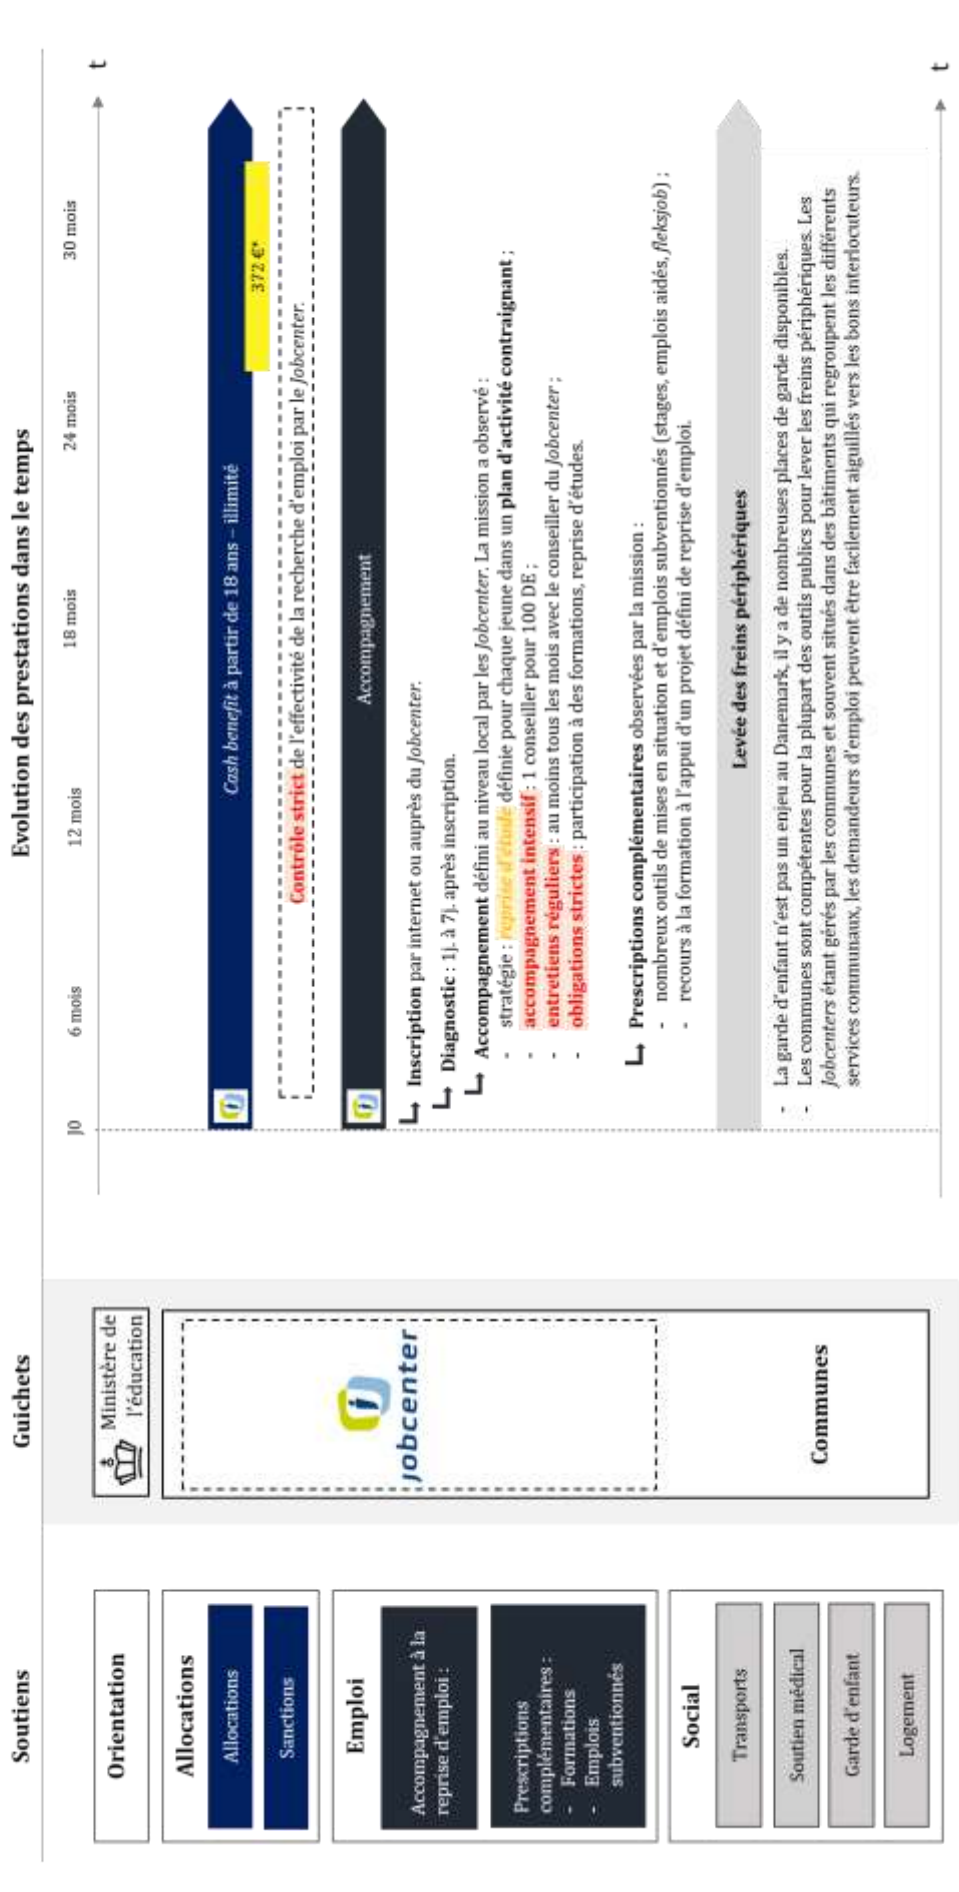 Soutiens
Guichets
Evolution des prestations dans le temps
J0
6 mois
12 mois
18 mois
24 mois
30 mois
t
Orientation
Ministère de
l'éducation
Allocations
Allocations
Sanctions
Cash benefit à partir de 18 ans – illimité
372 €*
Contrôle strict de l'effectivité de la recherche d'emploi par le Jobcenter.
jobcenter
Emploi
Accompagnement à la
reprise d'emploi :
Prescriptions
complémentaires :
- Formations
- Emplois
subventionnés
Accompagnement
Inscription par internet ou auprès du Jobcenter.
Diagnostic : 1j. à 7j. après inscription.
Accompagnement défini au niveau local par les Jobcenter. La mission a observé :
- stratégie : reprise d'étude définie pour chaque jeune dans un plan d'activité contraignant ;
- accompagnement intensif : 1 conseiller pour 100 DE ;
- entretiens réguliers : au moins tous les mois avec le conseiller du Jobcenter ;
- obligations strictes : participation à des formations, reprise d'études.
Prescriptions complémentaires observées par la mission :
- nombreux outils de mises en situation et d'emplois subventionnés (stages, emplois aidés, fleksjob) ;
- recours à la formation à l'appui d'un projet défini de reprise d'emploi.
Social
Transports
Soutien médical
Garde d'enfant
Logement
Communes
Levée des freins périphériques
- La garde d'enfant n'est pas un enjeu au Danemark, il y a de nombreuses places de garde disponibles.
- Les communes sont compétentes pour la plupart des outils publics pour lever les freins périphériques. Les
Jobcenters étant gérés par les communes et souvent situés dans des bâtiments qui regroupent les différents
services communaux, les demandeurs d'emploi peuvent être facilement aiguillés vers les bons interlocuteurs.
t